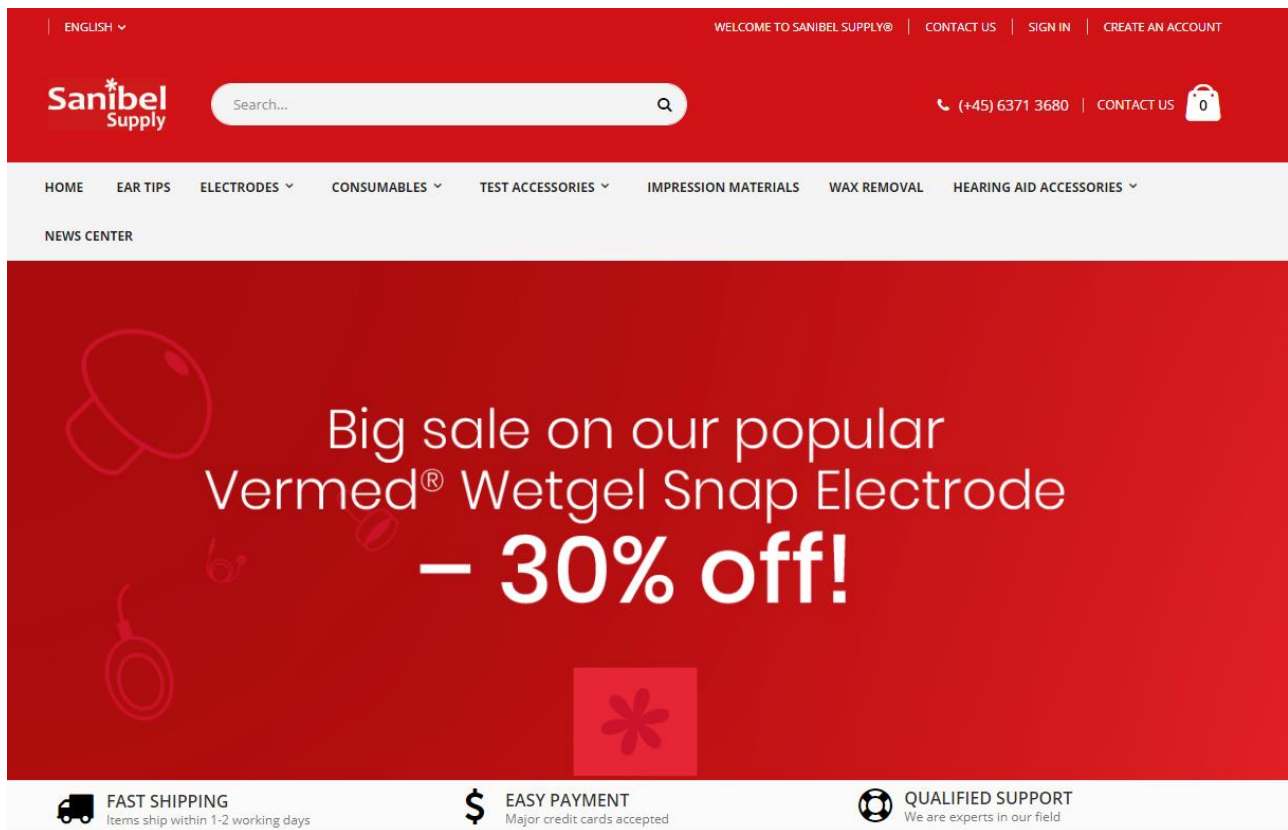 ENGLISH
WELCOME TO SANIBEL SUPPLY® CONTACT US SIGN IN CREATE AN ACCOUNT
Sanibel
Supply
Search...
(+45) 6371 3680 CONTACT US 0
HOME EAR TIPS ELECTRODES CONSUMABLES TEST ACCESSORIES IMPRESSION MATERIALS WAX REMOVAL HEARING AID ACCESSORIES
NEWS CENTER
Big sale on our popular
Vermed® Wetgel Snap Electrode
– 30% off!
FAST SHIPPING
Items ship within 1-2 working days
EASY PAYMENT
Major credit cards accepted
QUALIFIED SUPPORT
We are experts in our field